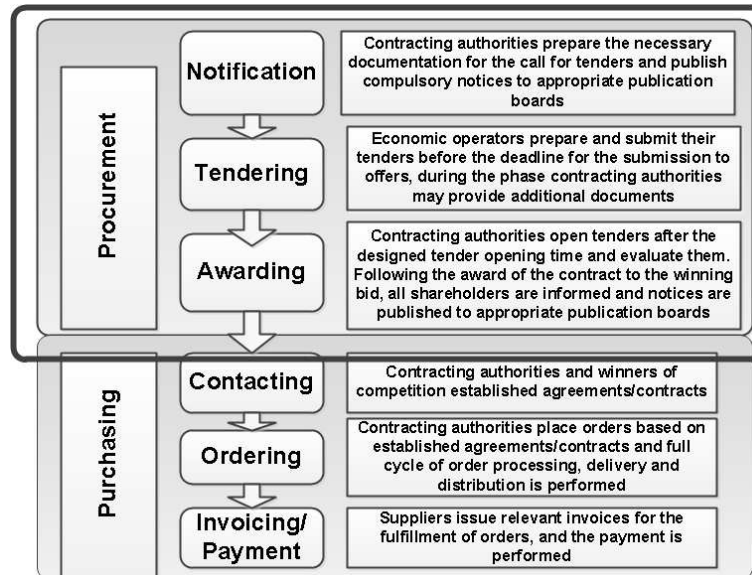 Procurement
Notification
Contracting authorities prepare the necessary
documentation for the call for tenders and publish
compulsory notices to appropriate publication
boards
Tendering
Economic operators prepare and submit their
tenders before the deadline for the submission to
offers, during the phase contracting authorities
may provide additional documents
Awarding
Contracting authorities open tenders after the
designed tender opening time and evaluate them.
Following the award of the contract to the winning
bid, all shareholders are informed and notices are
published to appropriate publication boards
Purchasing
Contacting
Contracting authorities and winners of
competition established agreements/contracts
Ordering
Contracting authorities place orders based on
established agreements/contracts and full
cycle of order processing, delivery and
distribution is performed
Invoicing/
Payment
Suppliers issue relevant invoices for the
fulfillment of orders, and the payment is
performed